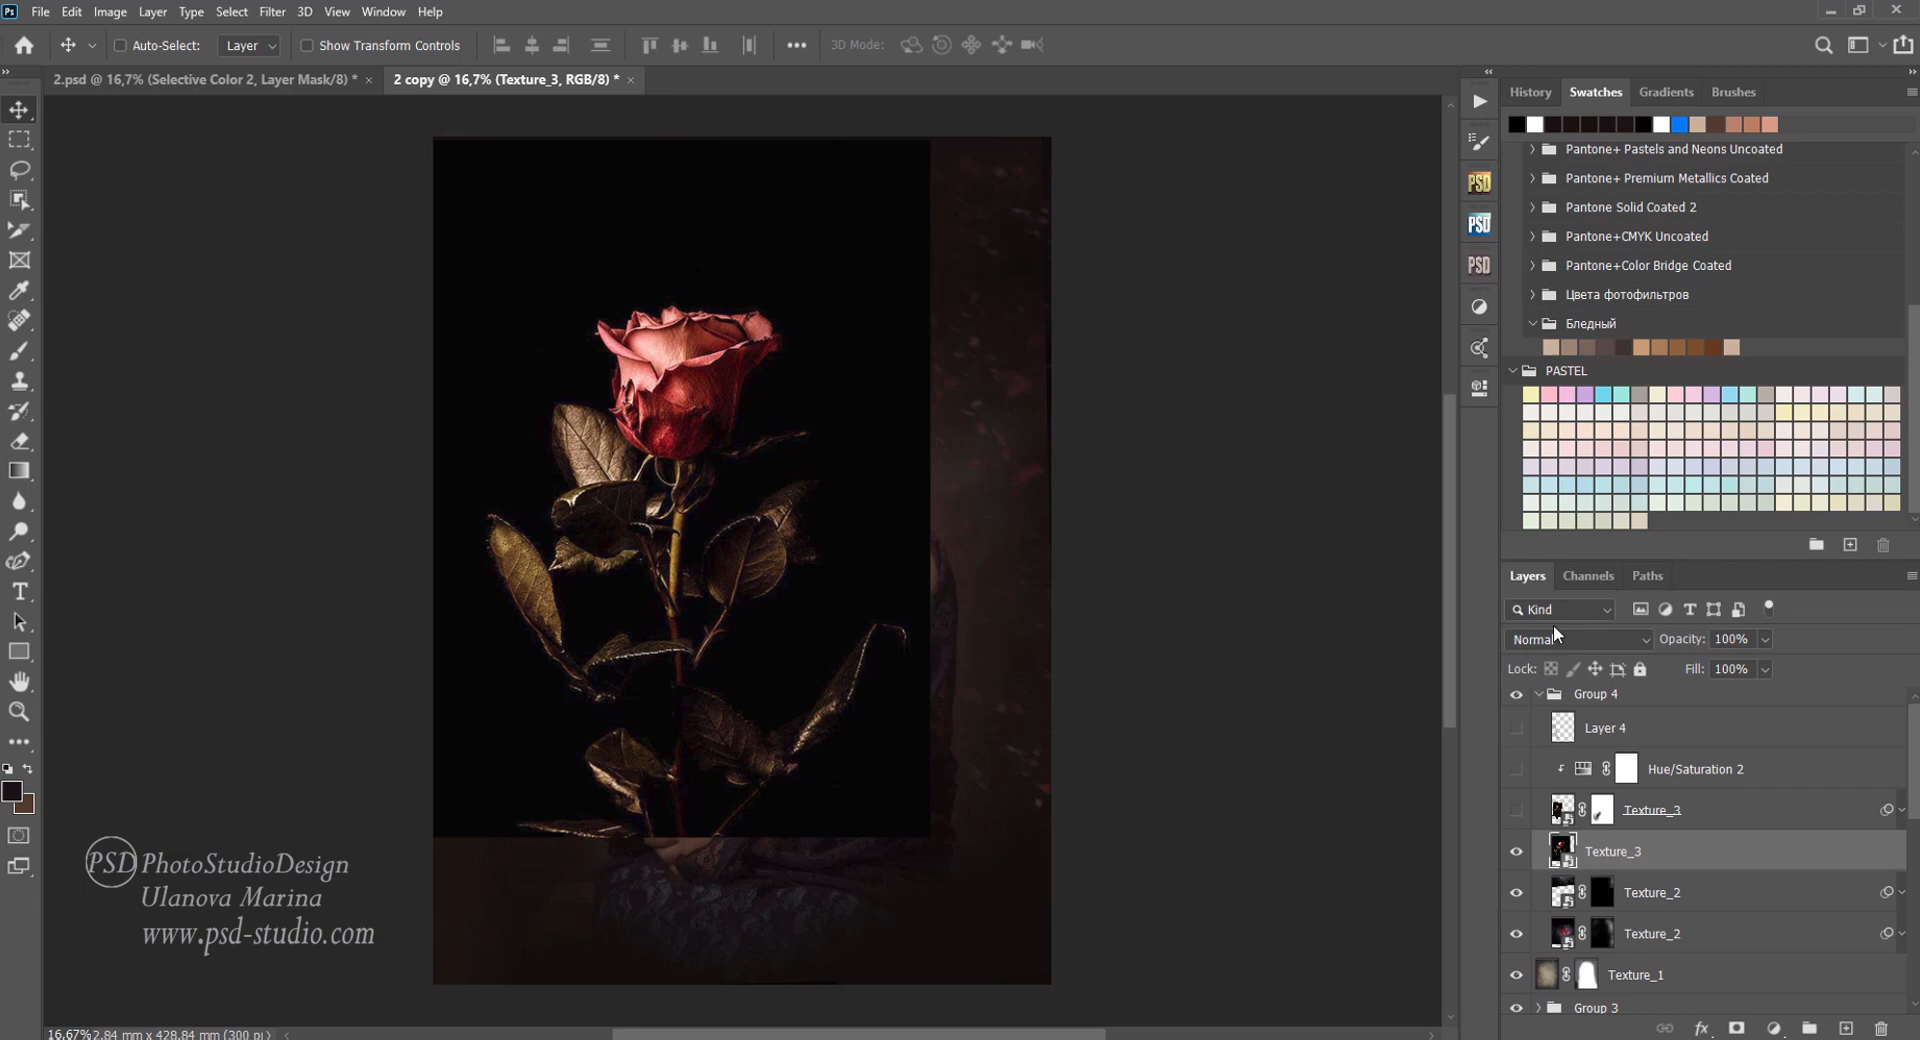 Ps File Edit Image Layer Type Select Filter 3D View Window Help
Auto-Select: Layer Show Transform Controls 3D Mode:
2.psd @ 16,7% (Selective Color 2, Layer Mask/8) * × 2 copy @ 16,7% (Texture_3, RGB/8) * ×
History Swatches Gradients Brushes
Pantone+ Pastels and Neons Uncoated
Pantone+ Premium Metallics Coated
PSD
Pantone Solid Coated 2
PSD
Pantone+CMYK Uncoated
PSD
Pantone+Color Bridge Coated
Цвета фотофильтров
Бледный
PASTEL
Layers Channels Paths
Kind
Normal Opacity: 100%
Lock: Fill: 100%
Group 4
Layer 4
Hue/Saturation 2
Texture_3
Texture_3
Texture_2
Texture_2
Texture_1
Group 3
fx
PSD PhotoStudioDesign
Ulanova Marina
www.psd-studio.com
16,67% 2,84 mm x 428,84 mm (300 pi)